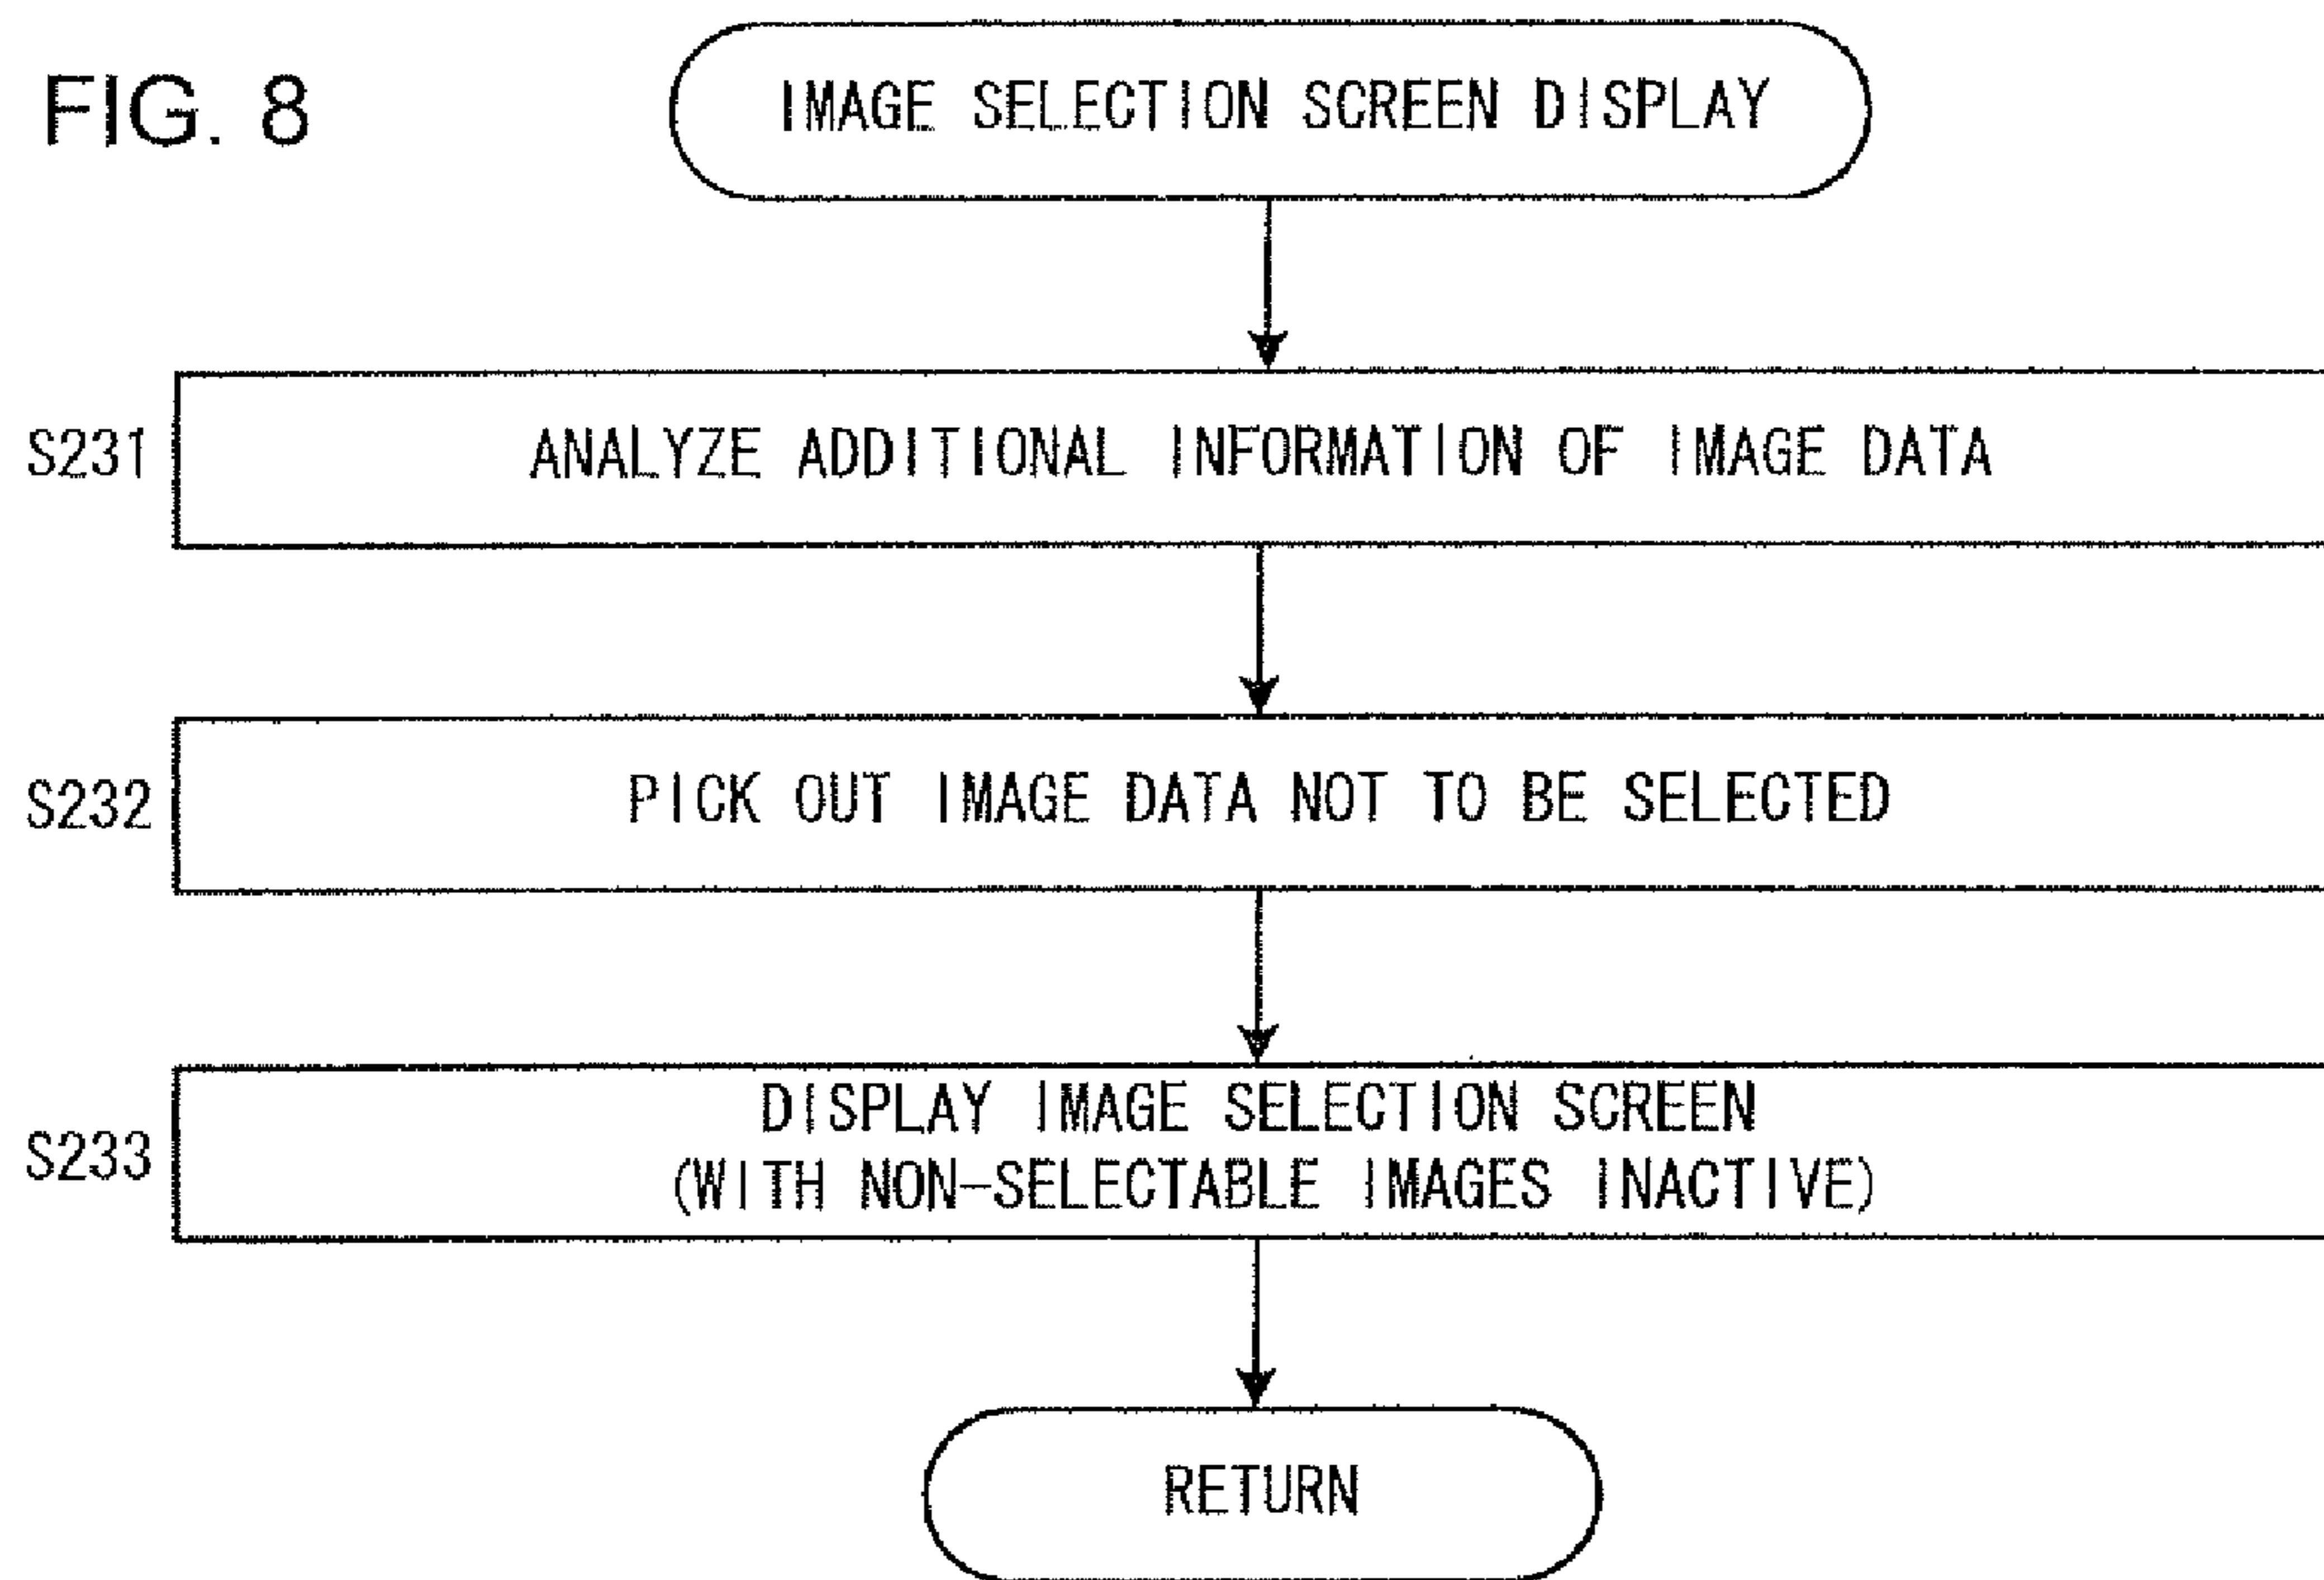 FIG. 8
IMAGE SELECTION SCREEN DISPLAY
S231
ANALYZE ADDITIONAL INFORMATION OF IMAGE DATA
S232
PICK OUT IMAGE DATA NOT TO BE SELECTED
S233
DISPLAY IMAGE SELECTION SCREEN
(WITH NON-SELECTABLE IMAGES INACTIVE)
RETURN